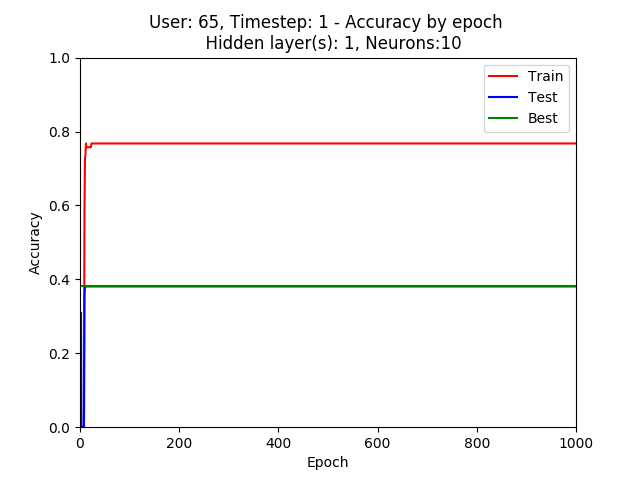 User: 65, Timestep: 1 - Accuracy by epoch
Hidden layer(s): 1, Neurons:10
1.0
0.8
0.6
0.4
0.2
0.0
Accuracy
Train
Test
Best
0 200 400 600 800 1000
Epoch